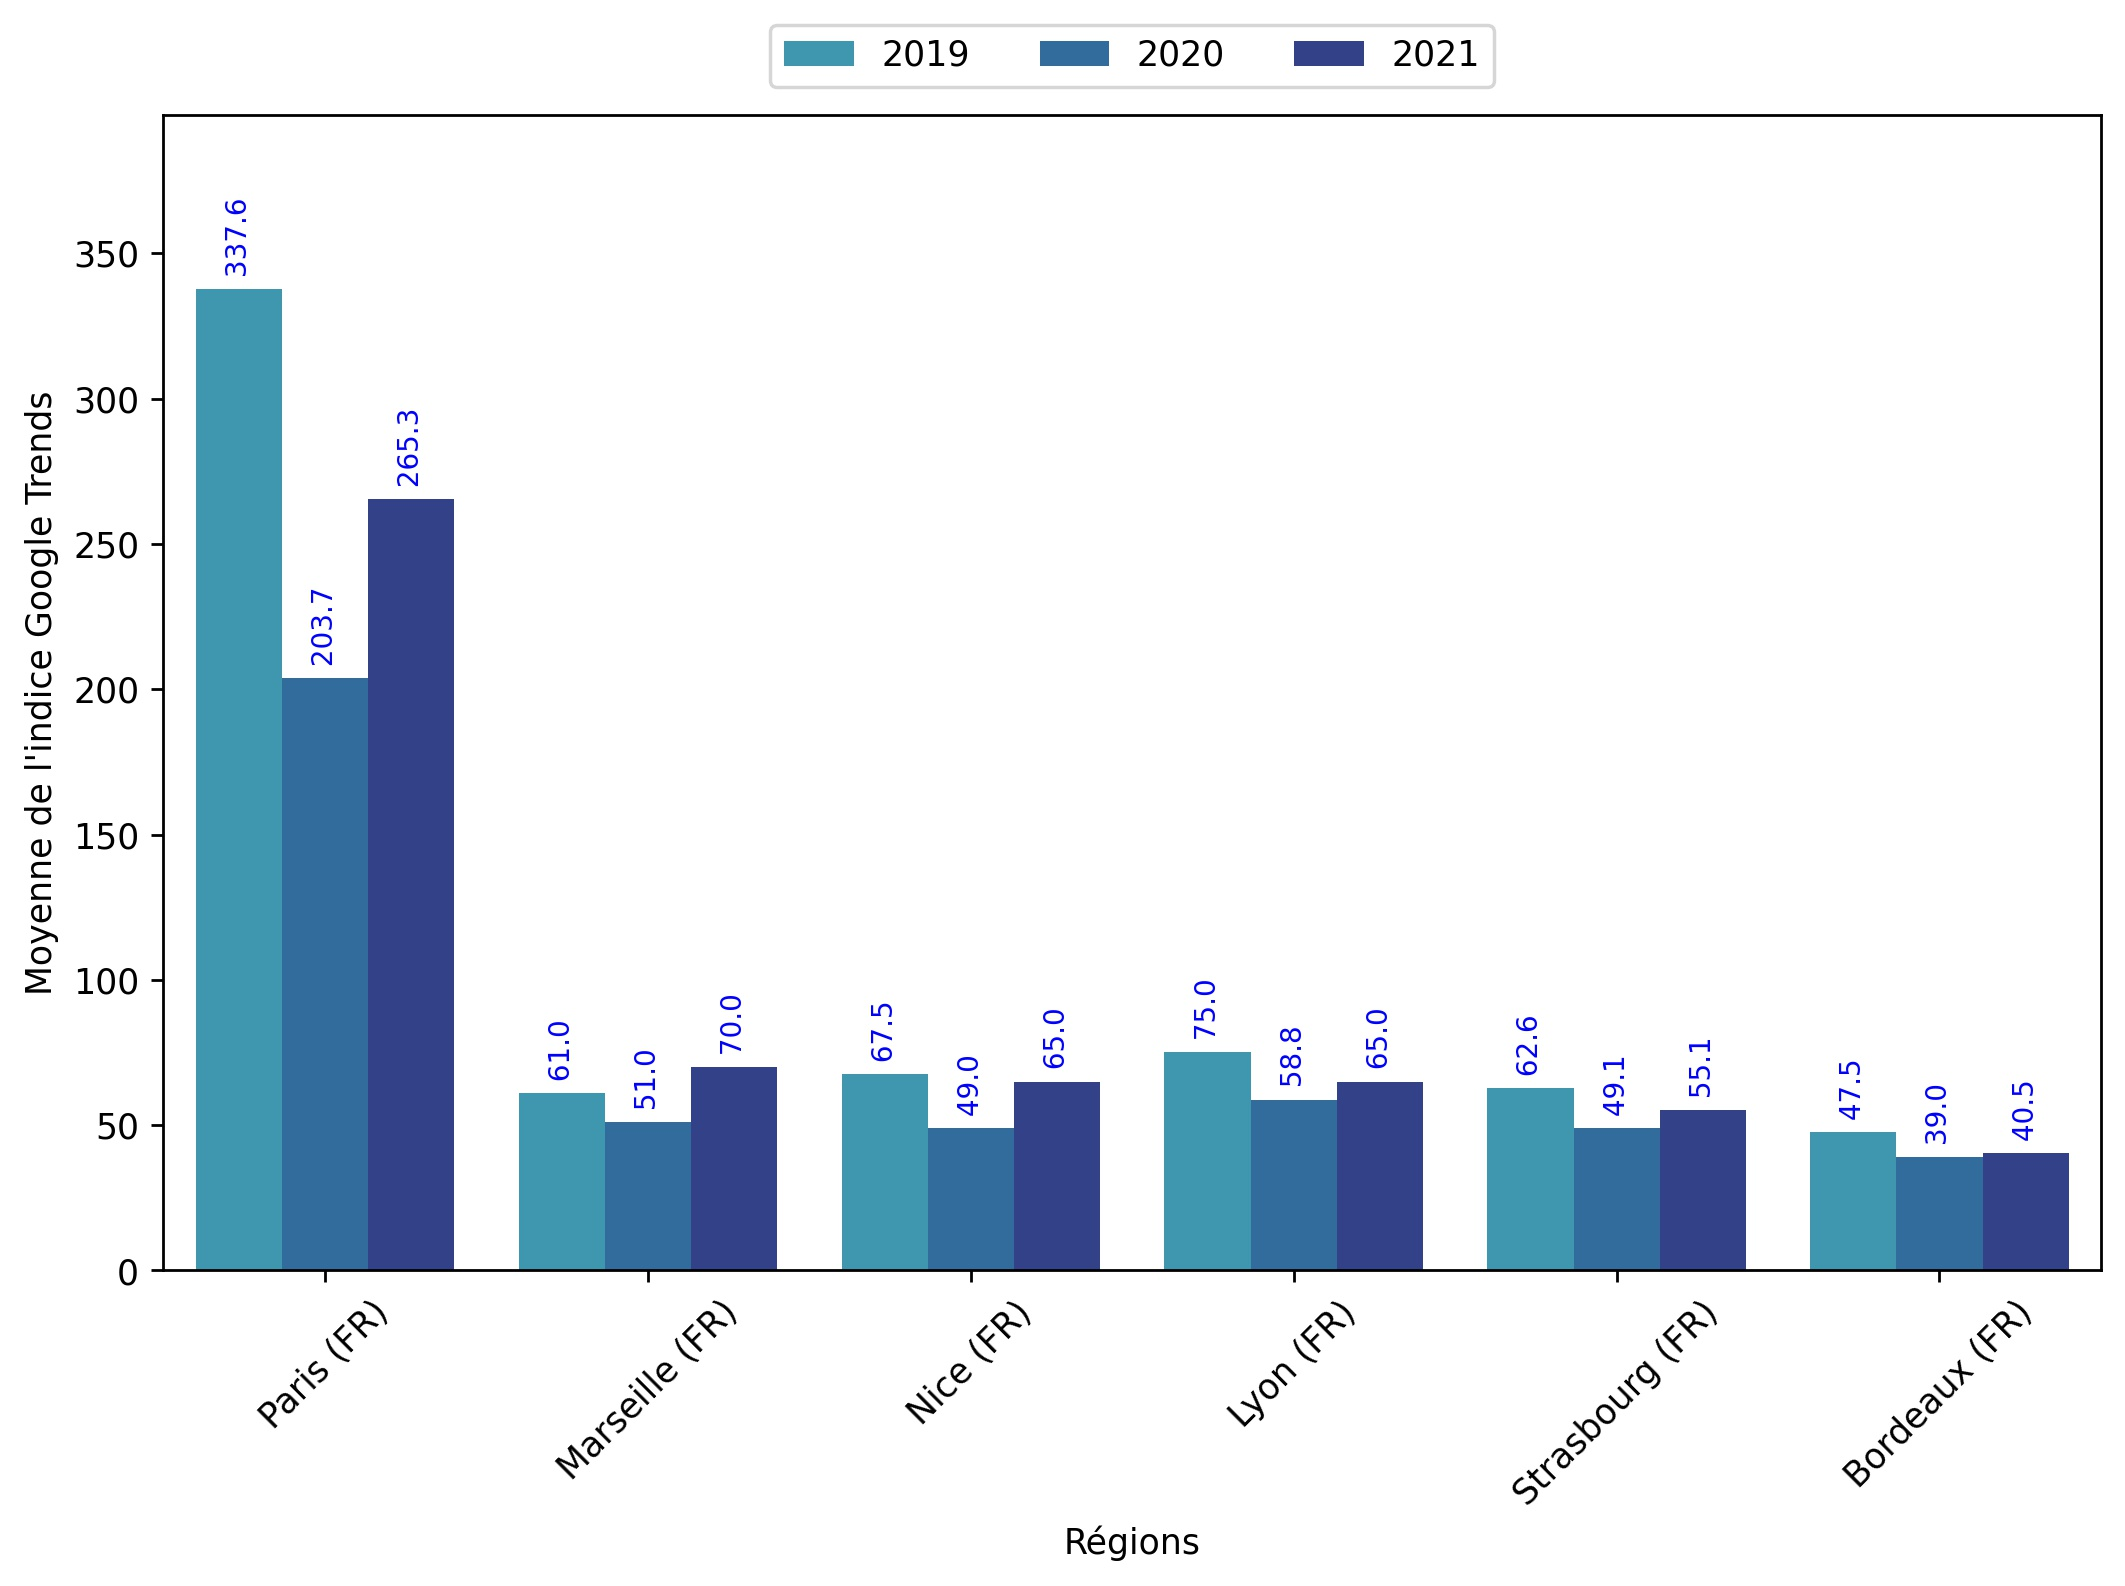 2019 2020 2021
Moyenne de l'indice Google Trends
350
300
250
200
150
100
50
0
337.6
203.7
265.3
61.0
51.0
70.0
67.5
49.0
65.0
75.0
58.8
65.0
62.6
49.1
55.1
47.5
39.0
40.5
Paris (FR)
Marseille (FR)
Nice (FR)
Lyon (FR)
Strasbourg (FR)
Bordeaux (FR)
Régions